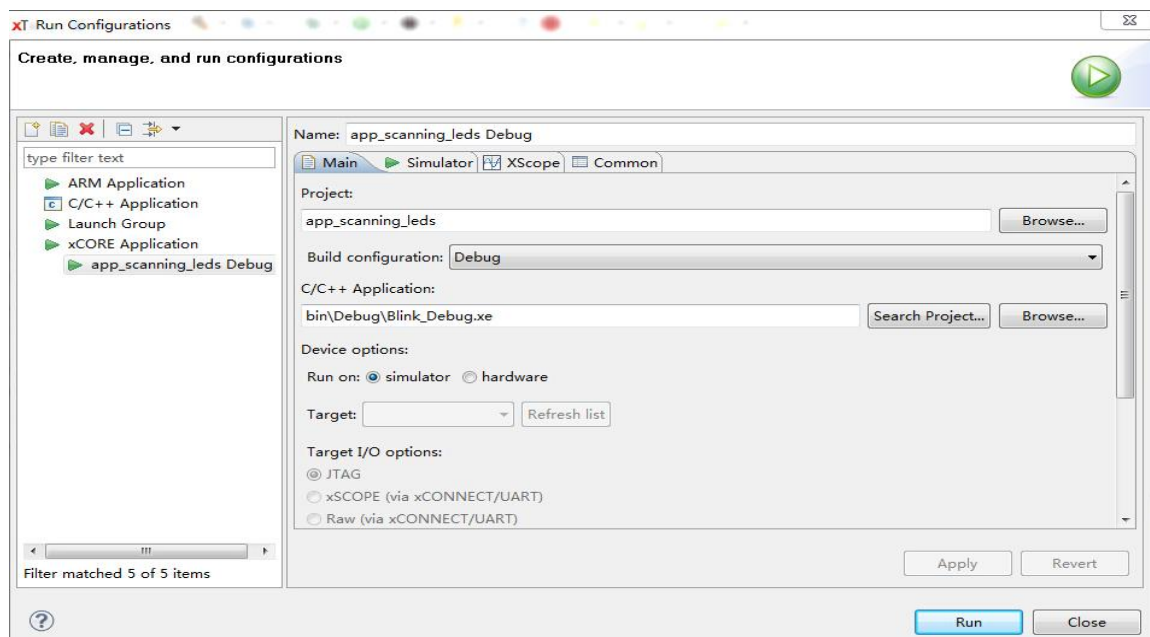 xT Run Configurations
Create, manage, and run configurations
type filter text
ARM Application
C/C++ Application
Launch Group
xCORE Application
app_scanning_leds Debug
Filter matched 5 of 5 items
Name: app_scanning_leds Debug
Main Simulator XScope Common
Project:
app_scanning_leds Browse...
Build configuration: Debug
C/C++ Application:
bin\Debug\Blink_Debug.xe Search Project... Browse...
Device options:
Run on: simulator hardware
Target: Refresh list
Target I/O options:
JTAG
xSCOPE (via xCONNECT/UART)
Raw (via xCONNECT/UART)
Apply Revert
Run Close